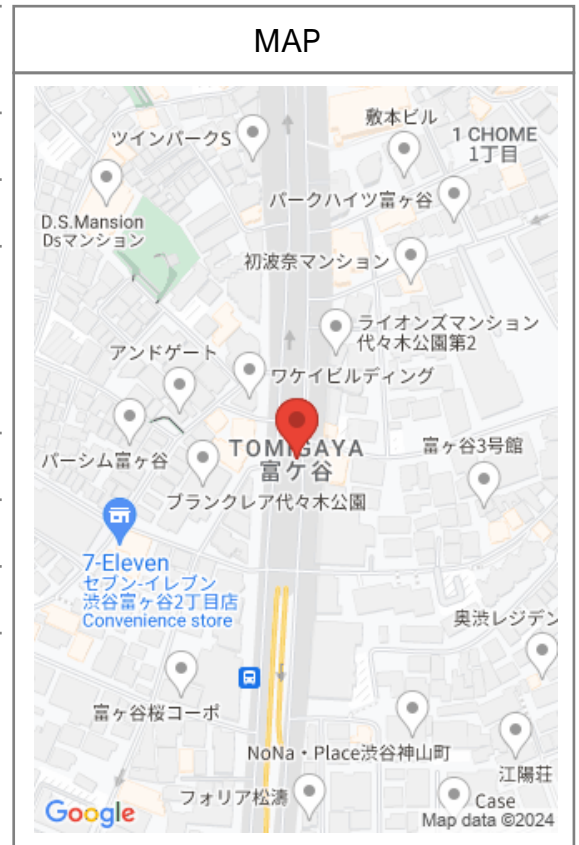 MAP
敷本ビル
ツインパークS
1 CHOME
1丁目
パークハイツ富ヶ谷
D.S.Mansion
Dsマンション
初波奈マンション
ライオンズマンション
代々木公園第2
アンドゲート
ワケイビルディング
TOMIGAYA
富ケ谷
富ヶ谷3号館
パーシム富ヶ谷
ブランクレア代々木公園
7-Eleven
セブン-イレブン
渋谷富ヶ谷2丁目店
Convenience store
奥渋レジデン
富ヶ谷桜コーポ
NoNa・Place渋谷神山町
江陽荘
フォリア松濤
Case
Google
Map data ©2024